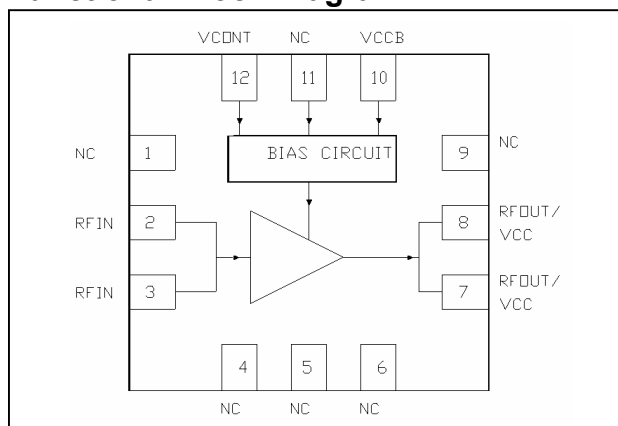 VCONT NC VCCB
12 11 10
NC 1 BIAS CIRCUIT 9 NC
RFIN 2 8 RFOUT/
VCC
RFIN 3 7 RFOUT/
VCC
4 5 6
NC NC NC